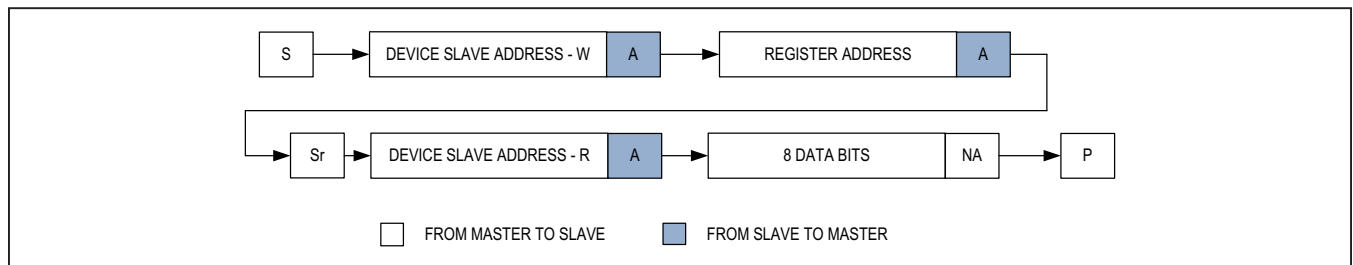 S DEVICE SLAVE ADDRESS - W A REGISTER ADDRESS A
Sr DEVICE SLAVE ADDRESS - R A 8 DATA BITS NA P
FROM MASTER TO SLAVE FROM SLAVE TO MASTER